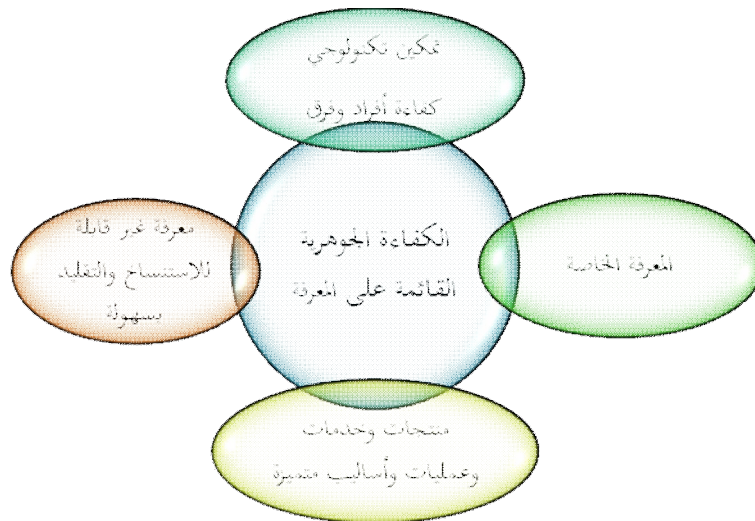 تمكين تكنولوجي
كفاءة أفراد وفرق
الكفاءة الجوهرية
القائمة على المعرفة
المعرفة الخاصة
معرفة غير قابلة
للاستنساخ والتقليد
بسهولة
منتجات وخدمات
وعمليات وأساليب متميزة